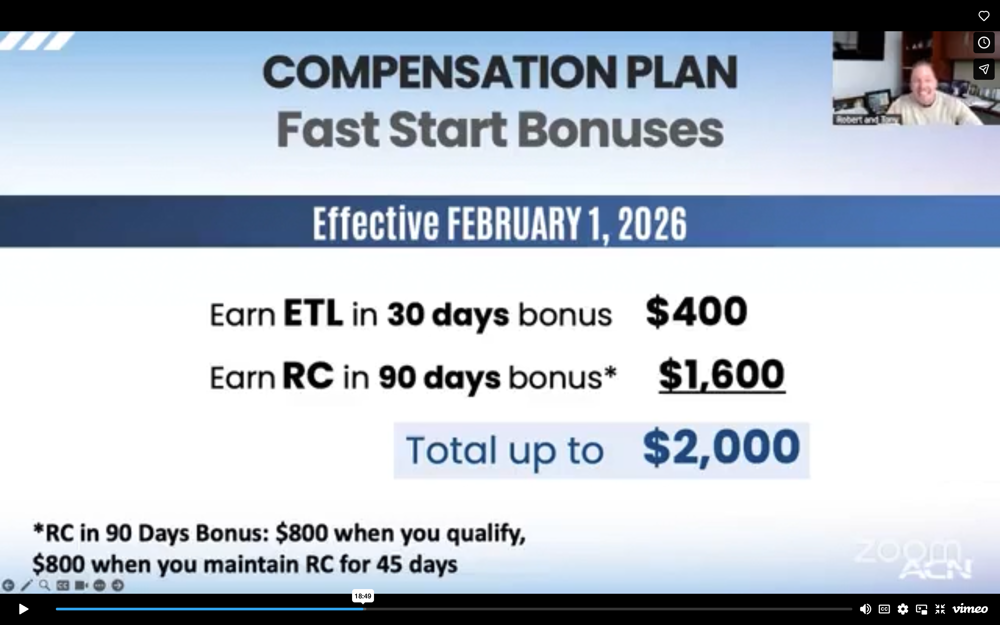 COMPENSATION PLAN
Fast Start Bonuses
Robert and Tony
Effective FEBRUARY 1, 2026
Earn ETL in 30 days bonus $400
Earn RC in 90 days bonus* $1,600
Total up to $2,000
*RC in 90 Days Bonus: $800 when you qualify,
$800 when you maintain RC for 45 days
zoom
ACN
18:49
CC
vimeo